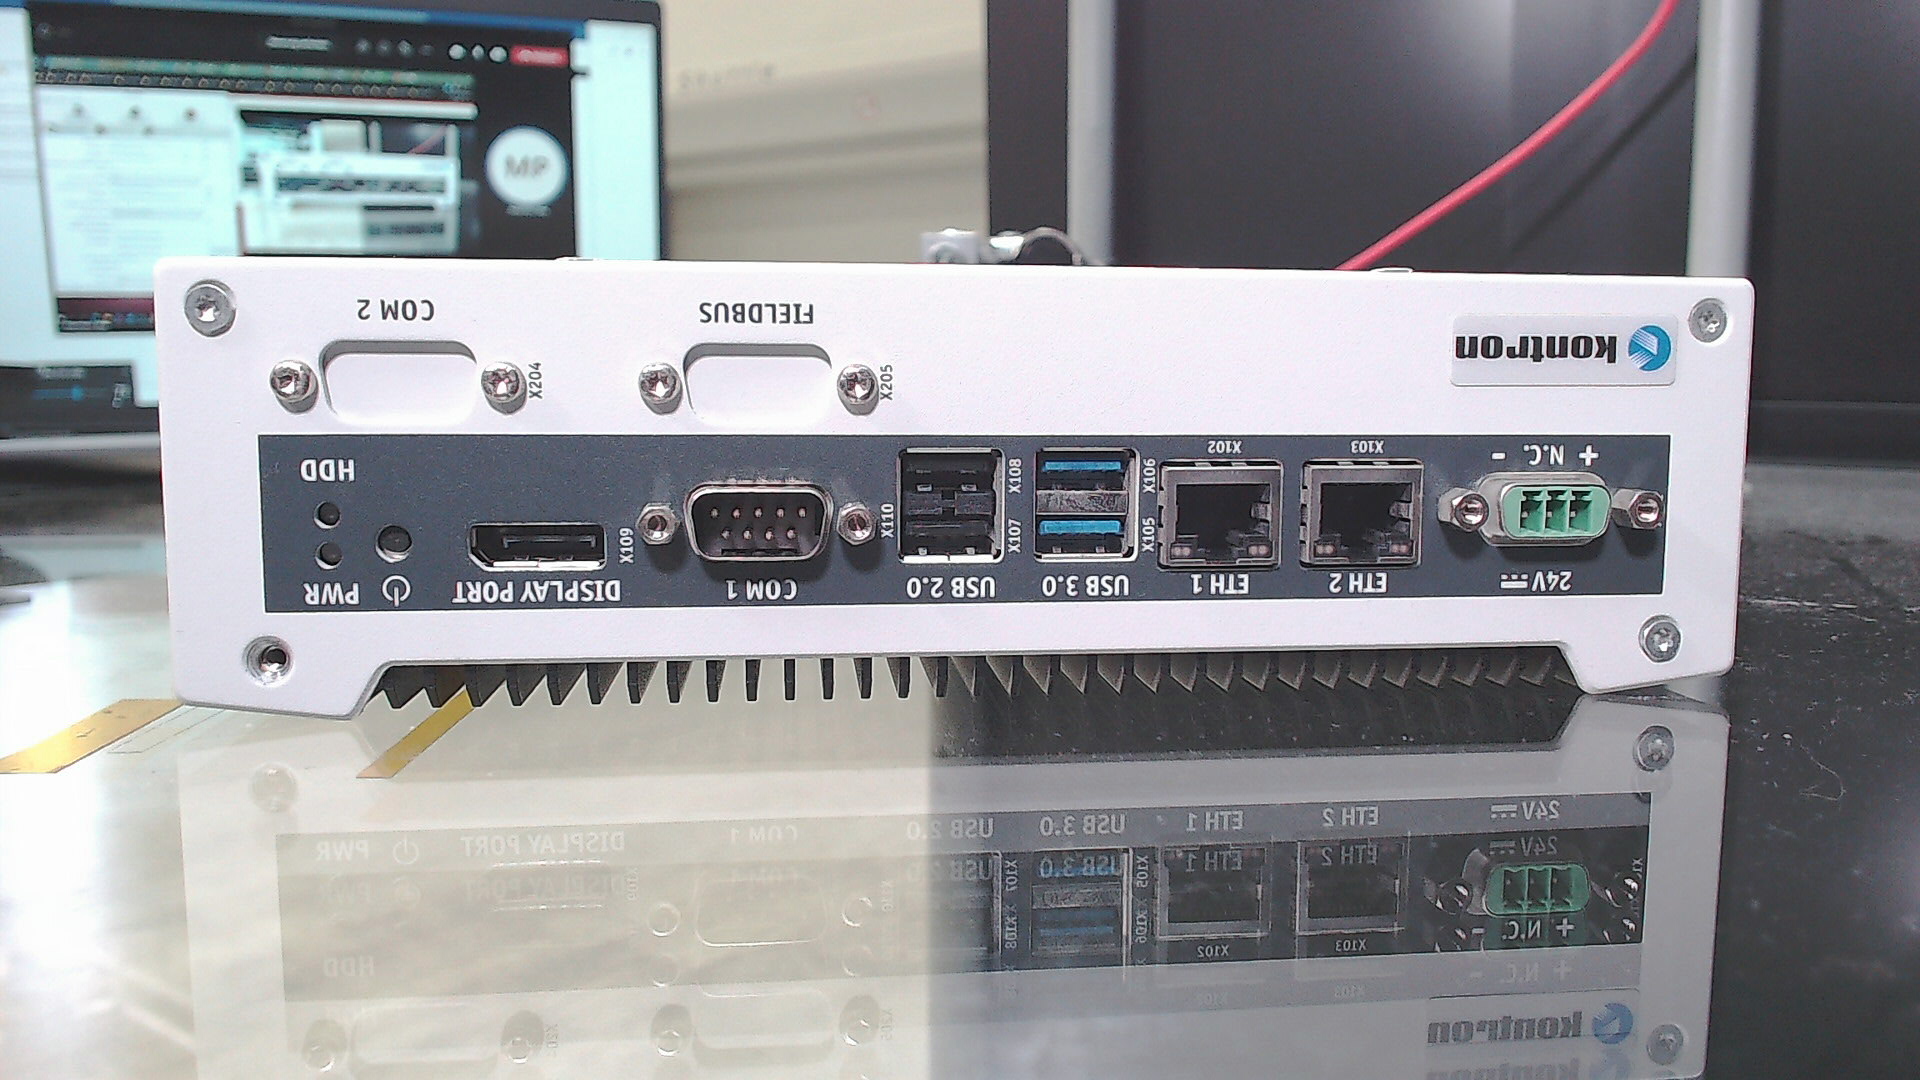 MP
kontron
24V
+ N.C. -
ETH 2
X103
ETH 1
X102
USB 3.0
X105
X106
USB 2.0
X107
X108
COM 1
X110
DISPLAY PORT
X109
PWR
HDD
FIELDBUS
X205
COM 2
X204